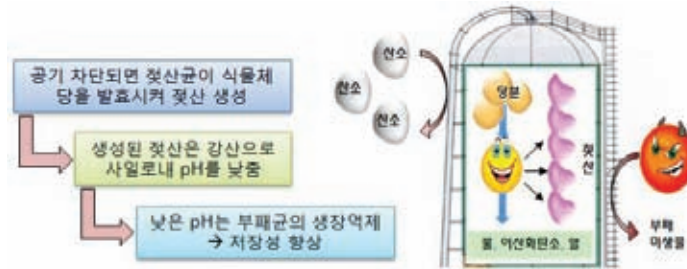 공기 차단되면 젖산균이 식물체
당을 발효시켜 젖산 생성
생성된 젖산은 강산으로
사일로내 pH를 낮춤
낮은 pH는 부패균의 생장억제
→ 저장성 향상
산소
산소
산소
당분
젖산
물, 이산화탄소, 열
부패
미생물